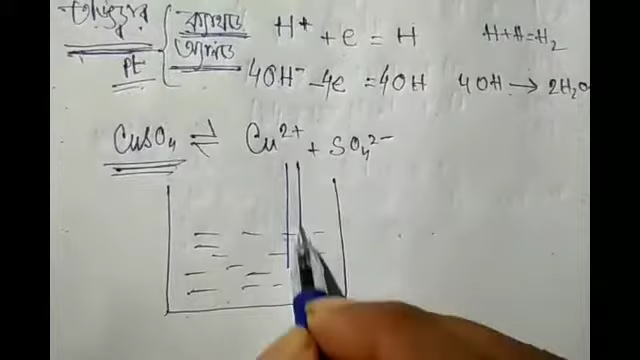 ক্যাথোড H⁺ + e = H H+H=H₂
অ্যানোড
Pt 4OH⁻ -4e = 4OH 4OH → 2H₂O
CuSO₄ ⇌ Cu²⁺ + SO₄²⁻